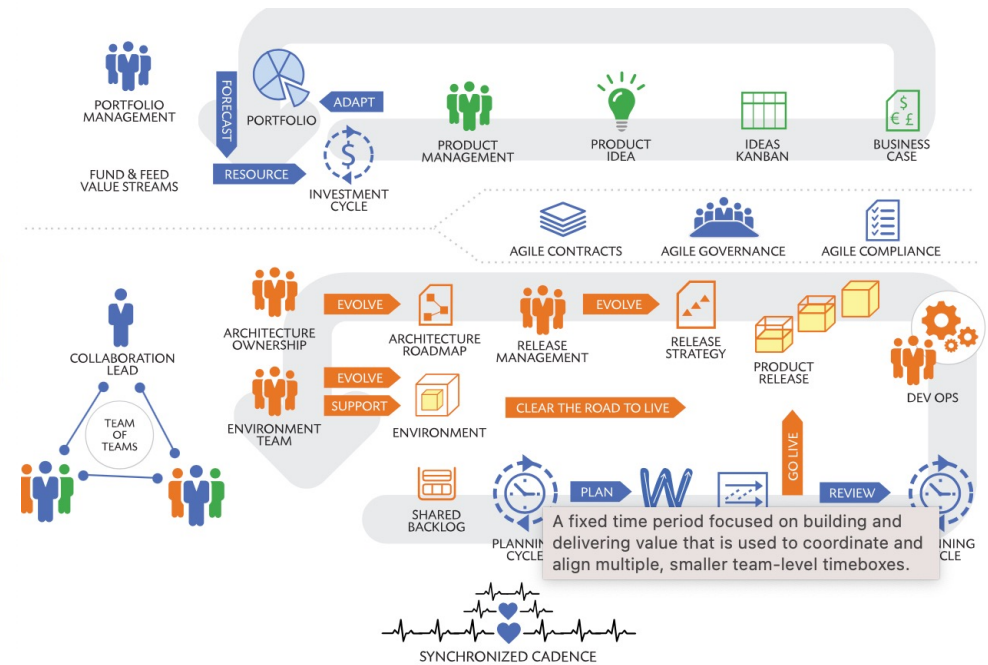 PORTFOLIO
MANAGEMENT
FORECAST
PORTFOLIO
ADAPT
PRODUCT
MANAGEMENT
PRODUCT
IDEA
IDEAS
KANBAN
$
€ £
BUSINESS
CASE
FUND & FEED
VALUE STREAMS
RESOURCE
$
INVESTMENT
CYCLE
AGILE CONTRACTS
AGILE GOVERNANCE
AGILE COMPLIANCE
COLLABORATION
LEAD
TEAM
OF
TEAMS
ARCHITECTURE
OWNERSHIP
EVOLVE
ARCHITECTURE
ROADMAP
RELEASE
MANAGEMENT
EVOLVE
RELEASE
STRATEGY
PRODUCT
RELEASE
DEV OPS
ENVIRONMENT
TEAM
EVOLVE
SUPPORT
ENVIRONMENT
CLEAR THE ROAD TO LIVE
GO LIVE
SHARED
BACKLOG
PLANNIN
CYCLE
PLAN
W
REVIEW
NING
CLE
A fixed time period focused on building and
delivering value that is used to coordinate and
align multiple, smaller team-level timeboxes.
SYNCHRONIZED CADENCE